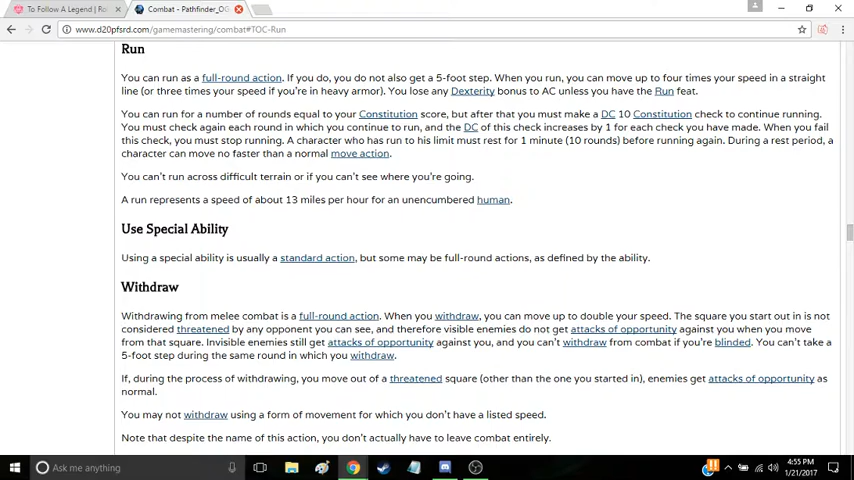 To Follow A Legend | Ro
Combat - Pathfinder_OG
www.d20pfsrd.com/gamemastering/combat#TOC-Run
Run
You can run as a full-round action. If you do, you do not also get a 5-foot step. When you run, you can move up to four times your speed in a straight
line (or three times your speed if you're in heavy armor). You lose any Dexterity bonus to AC unless you have the Run feat.
You can run for a number of rounds equal to your Constitution score, but after that you must make a DC 10 Constitution check to continue running.
You must check again each round in which you continue to run, and the DC of this check increases by 1 for each check you have made. When you fail
this check, you must stop running. A character who has run to his limit must rest for 1 minute (10 rounds) before running again. During a rest period, a
character can move no faster than a normal move action.
You can't run across difficult terrain or if you can't see where you're going.
A run represents a speed of about 13 miles per hour for an unencumbered human.
Use Special Ability
Using a special ability is usually a standard action, but some may be full-round actions, as defined by the ability.
Withdraw
Withdrawing from melee combat is a full-round action. When you withdraw, you can move up to double your speed. The square you start out in is not
considered threatened by any opponent you can see, and therefore visible enemies do not get attacks of opportunity against you when you move
from that square. Invisible enemies still get attacks of opportunity against you, and you can't withdraw from combat if you're blinded. You can't take a
5-foot step during the same round in which you withdraw.
If, during the process of withdrawing, you move out of a threatened square (other than the one you started in), enemies get attacks of opportunity as
normal.
You may not withdraw using a form of movement for which you don't have a listed speed.
Note that despite the name of this action, you don't actually have to leave combat entirely.
Ask me anything
4:55 PM
1/21/2017